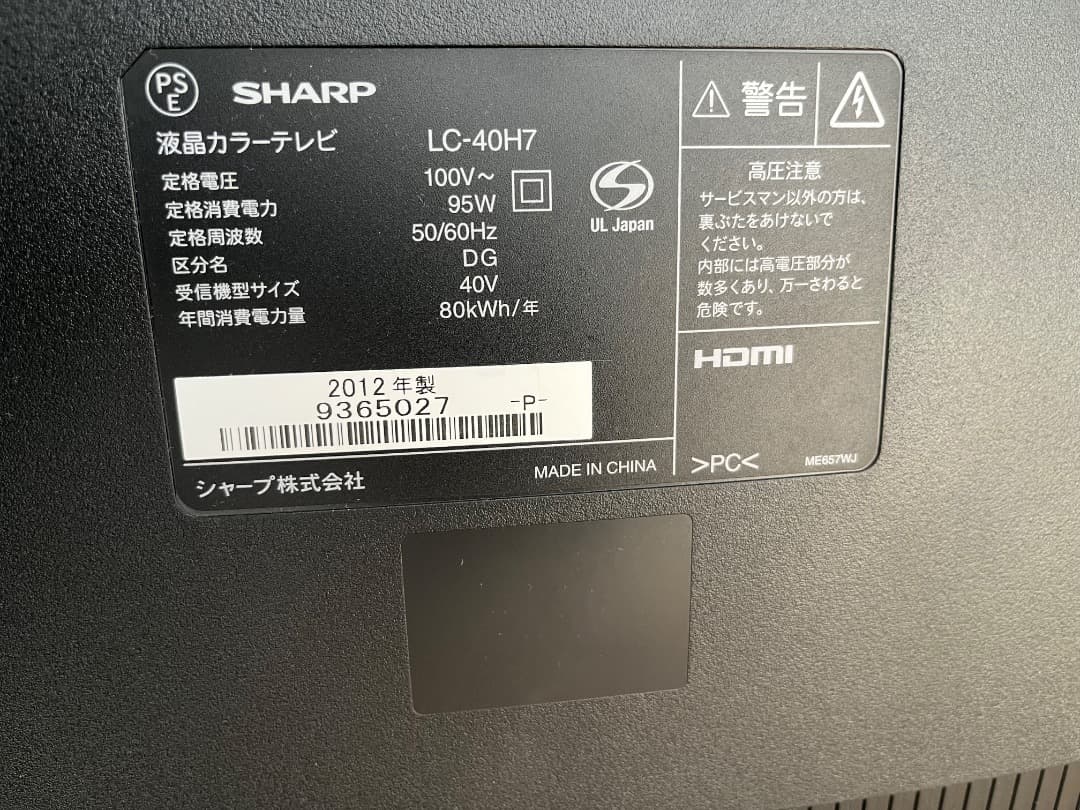 PS
E
SHARP
液晶カラーテレビ LC-40H7
定格電圧 100V～
定格消費電力 95W
定格周波数 50/60Hz
区分名 DG
受信機型サイズ 40V
年間消費電力量 80kWh/年
UL Japan
2012年製
9365027 -P-
シャープ株式会社 MADE IN CHINA
警告
高圧注意
サービスマン以外の方は、
裏ぶたをあけないで
ください。
内部には高電圧部分が
数多くあり、万一さわると
危険です。
HDMI
>PC< ME657WJ